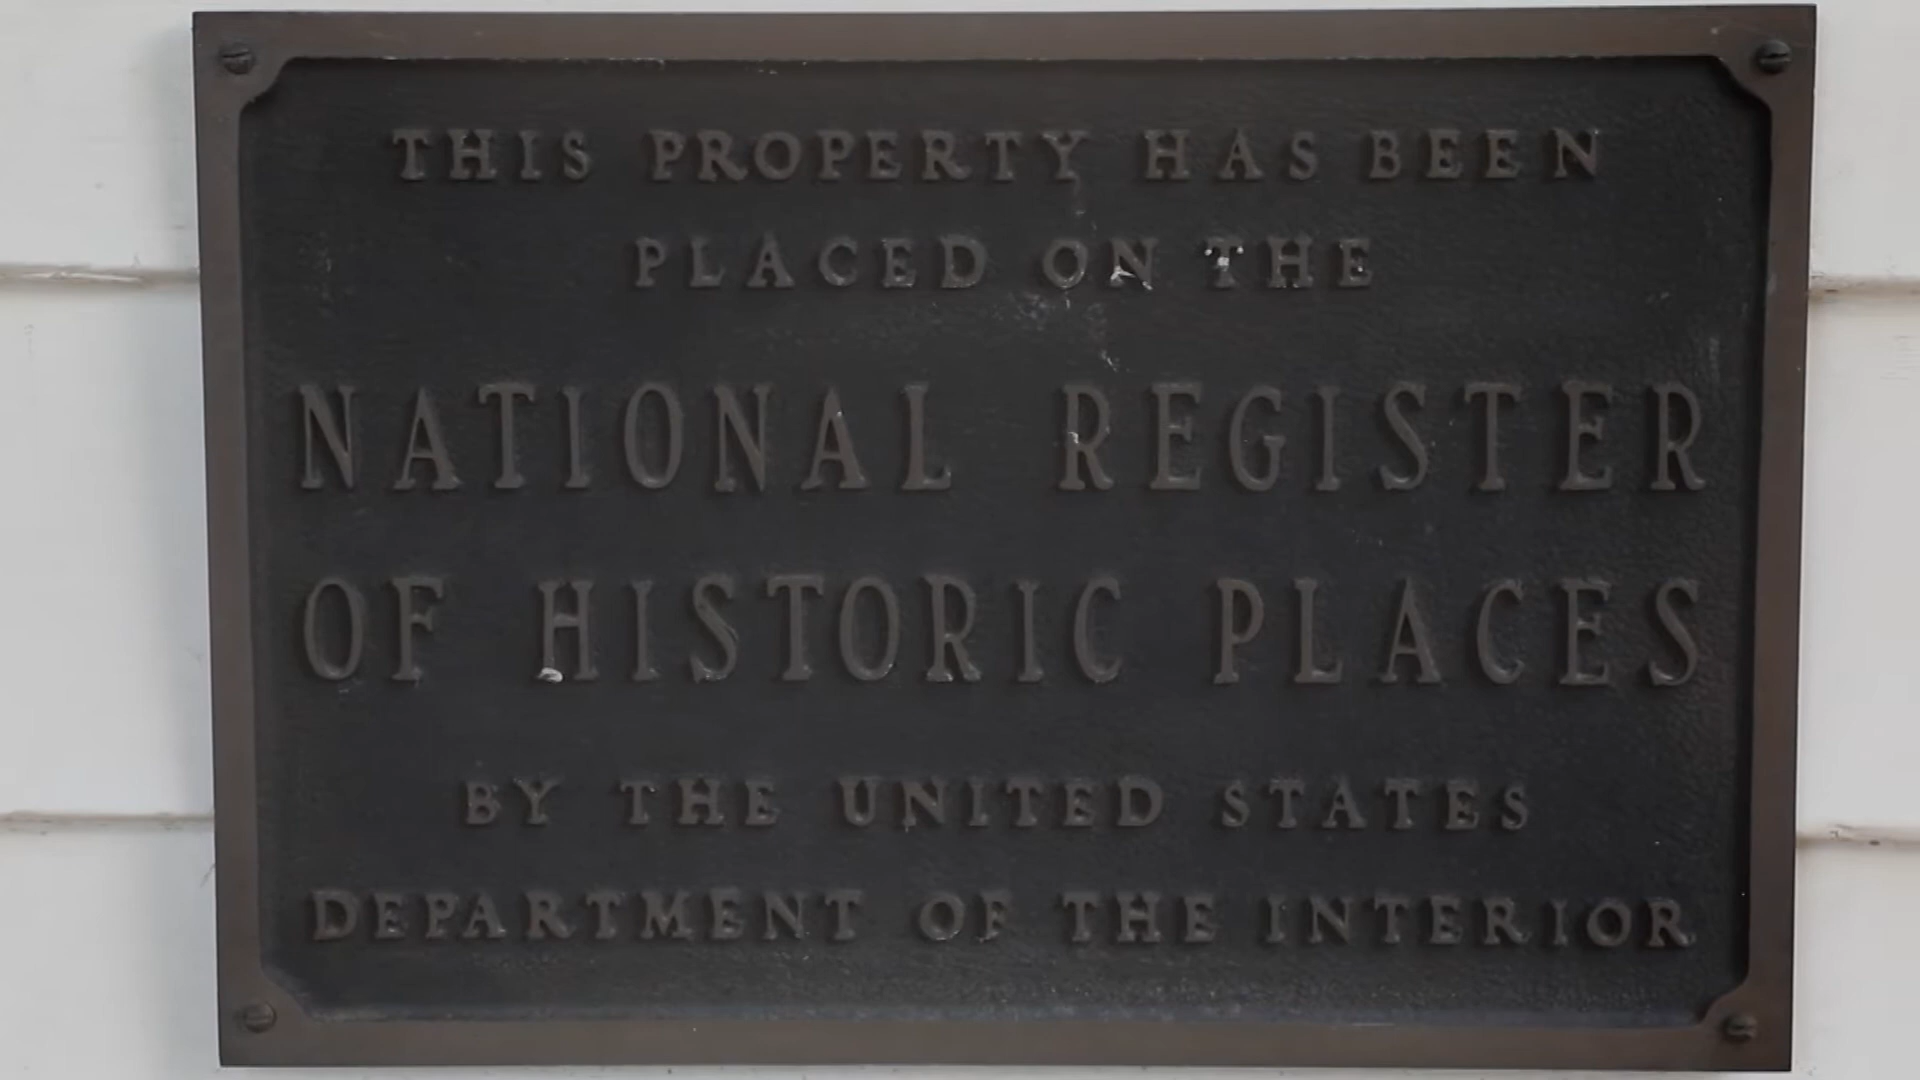 THIS PROPERTY HAS BEEN
PLACED ON THE
NATIONAL REGISTER
OF HISTORIC PLACES
BY THE UNITED STATES
DEPARTMENT OF THE INTERIOR